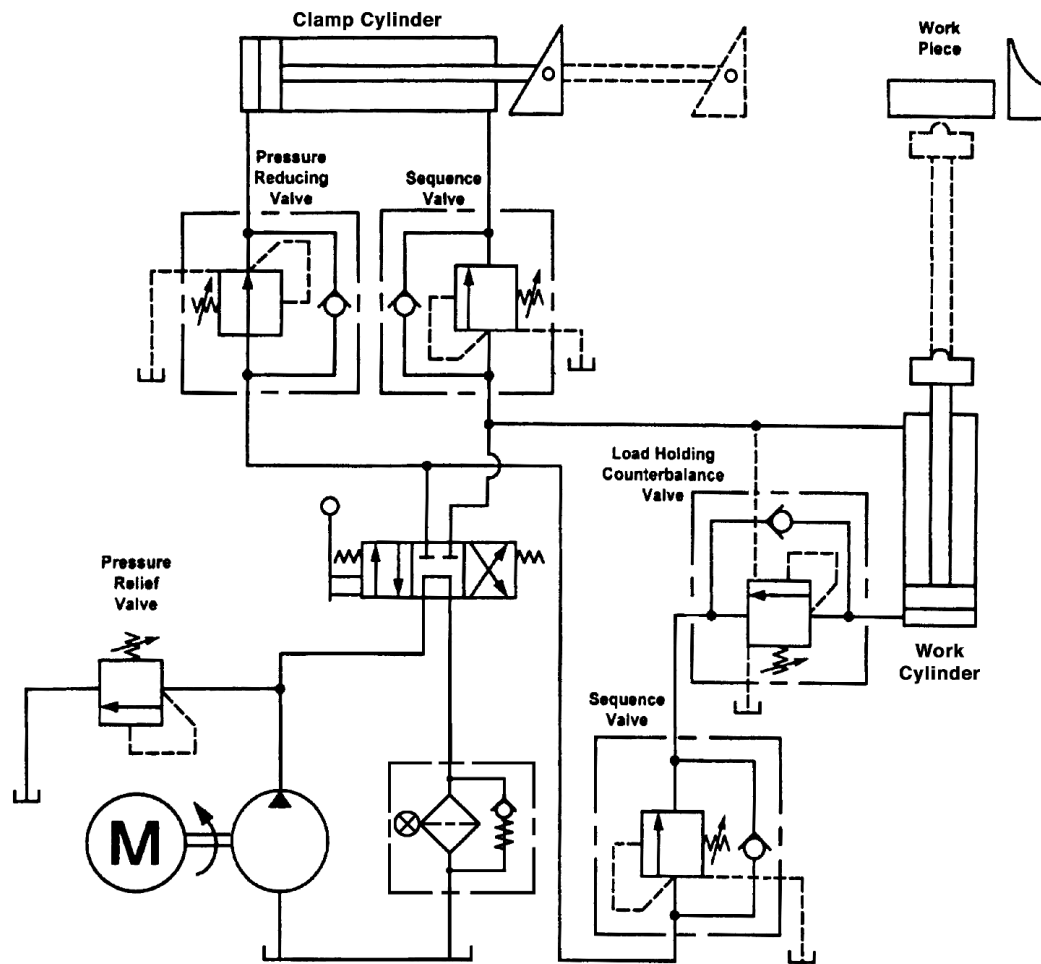 Clamp Cylinder
Work
Piece
Pressure
Reducing
Valve
Sequence
Valve
Load Holding
Counterbalance
Valve
Pressure
Relief
Valve
Work
Cylinder
Sequence
Valve
M